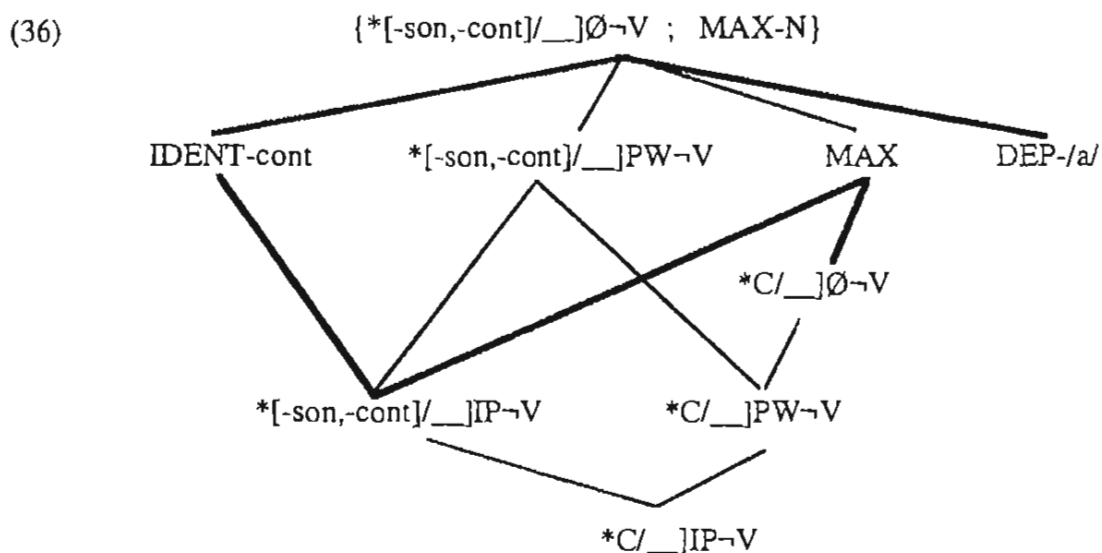 (36) {*[-son,-cont]/__]Ø¬V ; MAX-N}
IDENT-cont *[-son,-cont]/__]PW¬V MAX DEP-/a/
*C/__]Ø¬V
*[-son,-cont]/__]IP¬V *C/__]PW¬V
*C/__]IP¬V